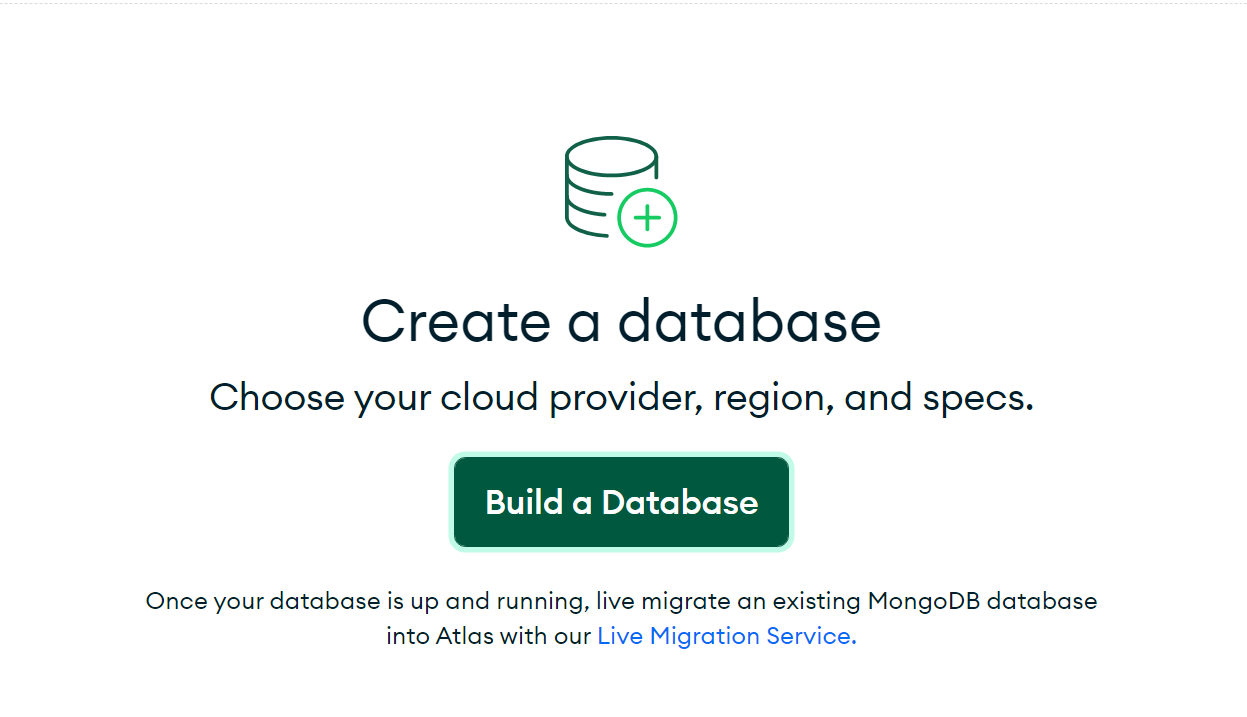 Create a database
Choose your cloud provider, region, and specs.
Build a Database
Once your database is up and running, live migrate an existing MongoDB database
into Atlas with our Live Migration Service.